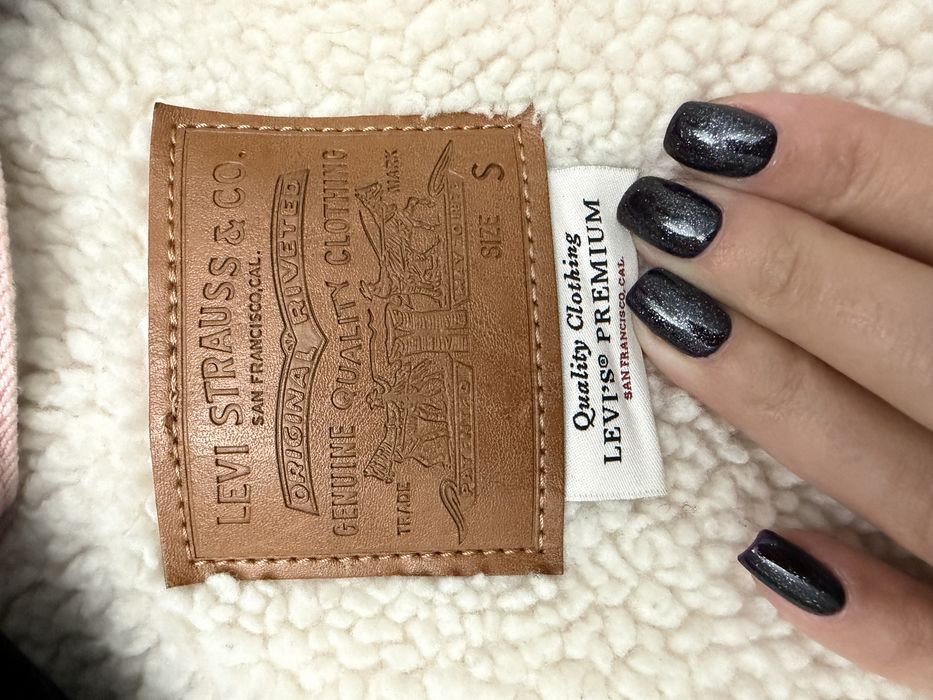 LEVI STRAUSS & CO.
SAN FRANCISCO, CAL.
ORIGINAL RIVETED
GENUINE QUALITY CLOTHING
TRADE MARK
SIZE S
Quality Clothing
LEVI'S® PREMIUM
SAN FRANCISCO, CAL.